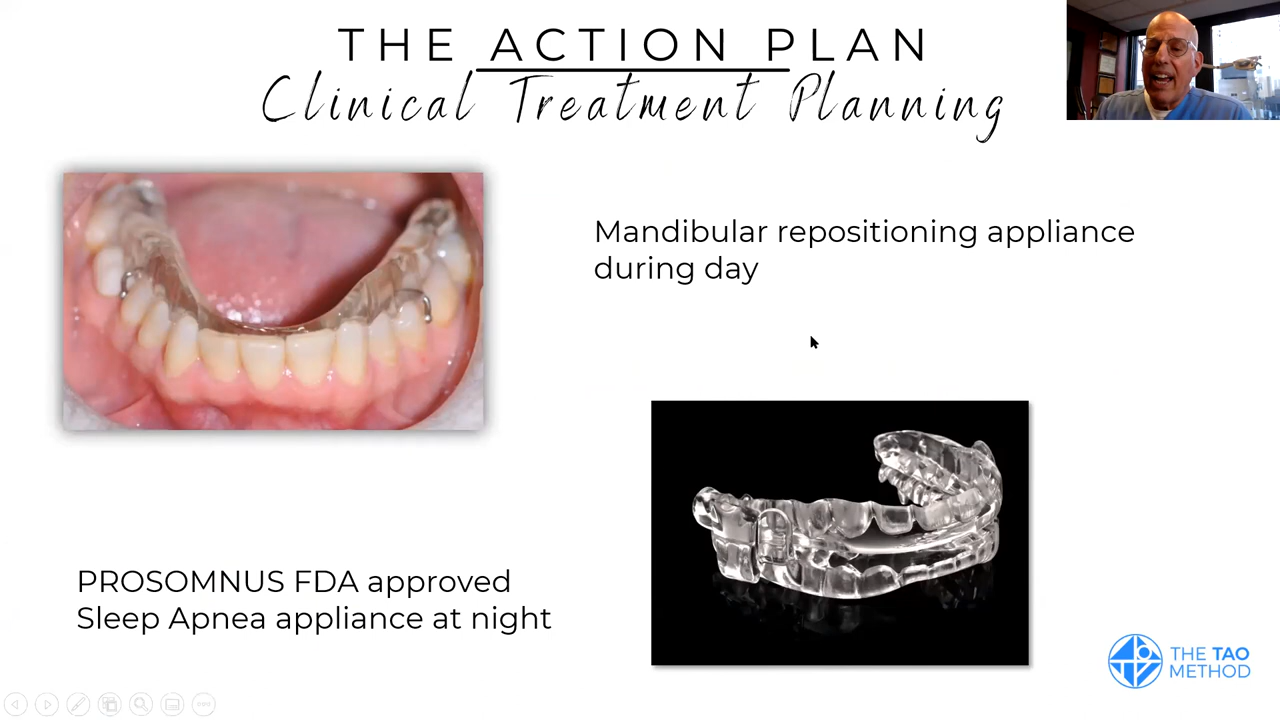 THE ACTION PLAN
Clinical Treatment Planning
Mandibular repositioning appliance
during day
PROSOMNUS FDA approved
Sleep Apnea appliance at night
THE TAO
METHOD